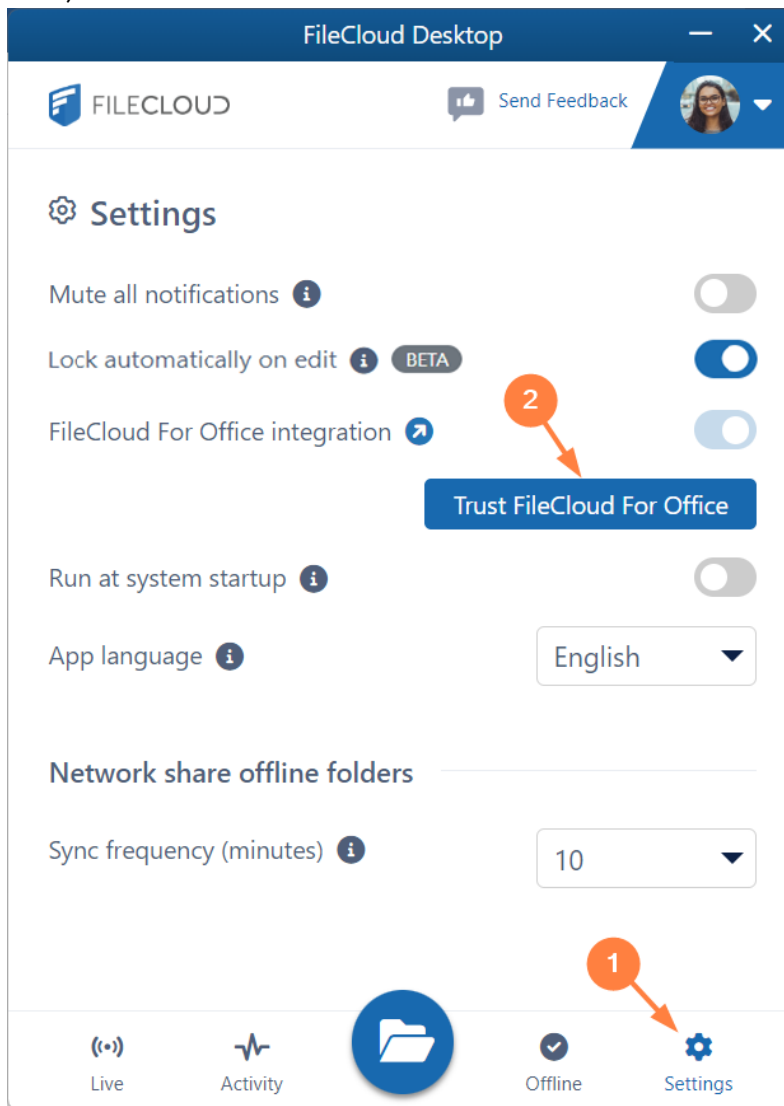 FileCloud Desktop
FILECLOUD
Send Feedback
Settings
Mute all notifications
Lock automatically on edit BETA
2
FileCloud For Office integration
Trust FileCloud For Office
Run at system startup
App language English
Network share offline folders
Sync frequency (minutes) 10
1
Live Activity Offline Settings